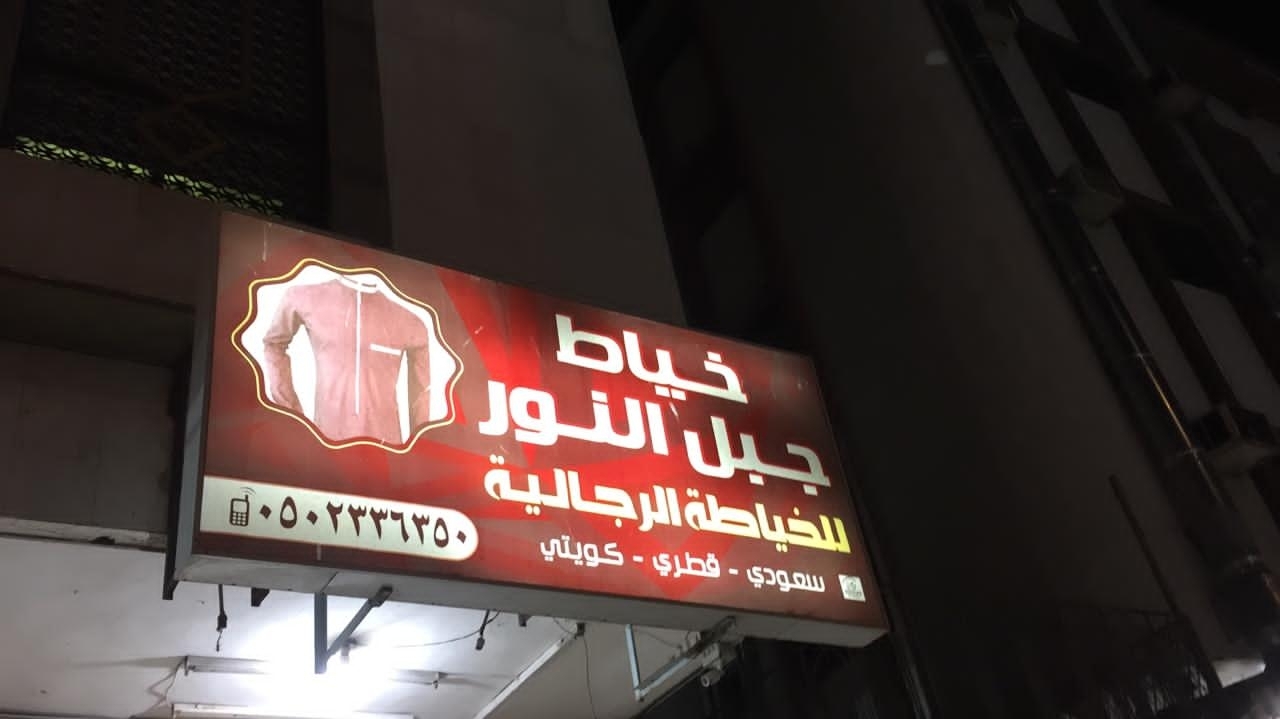 خياط
جبل النور
للخياطة الرجالية
سعودي - قطري - كويتي
٠٥٠٢٣٣٦٣٥٠